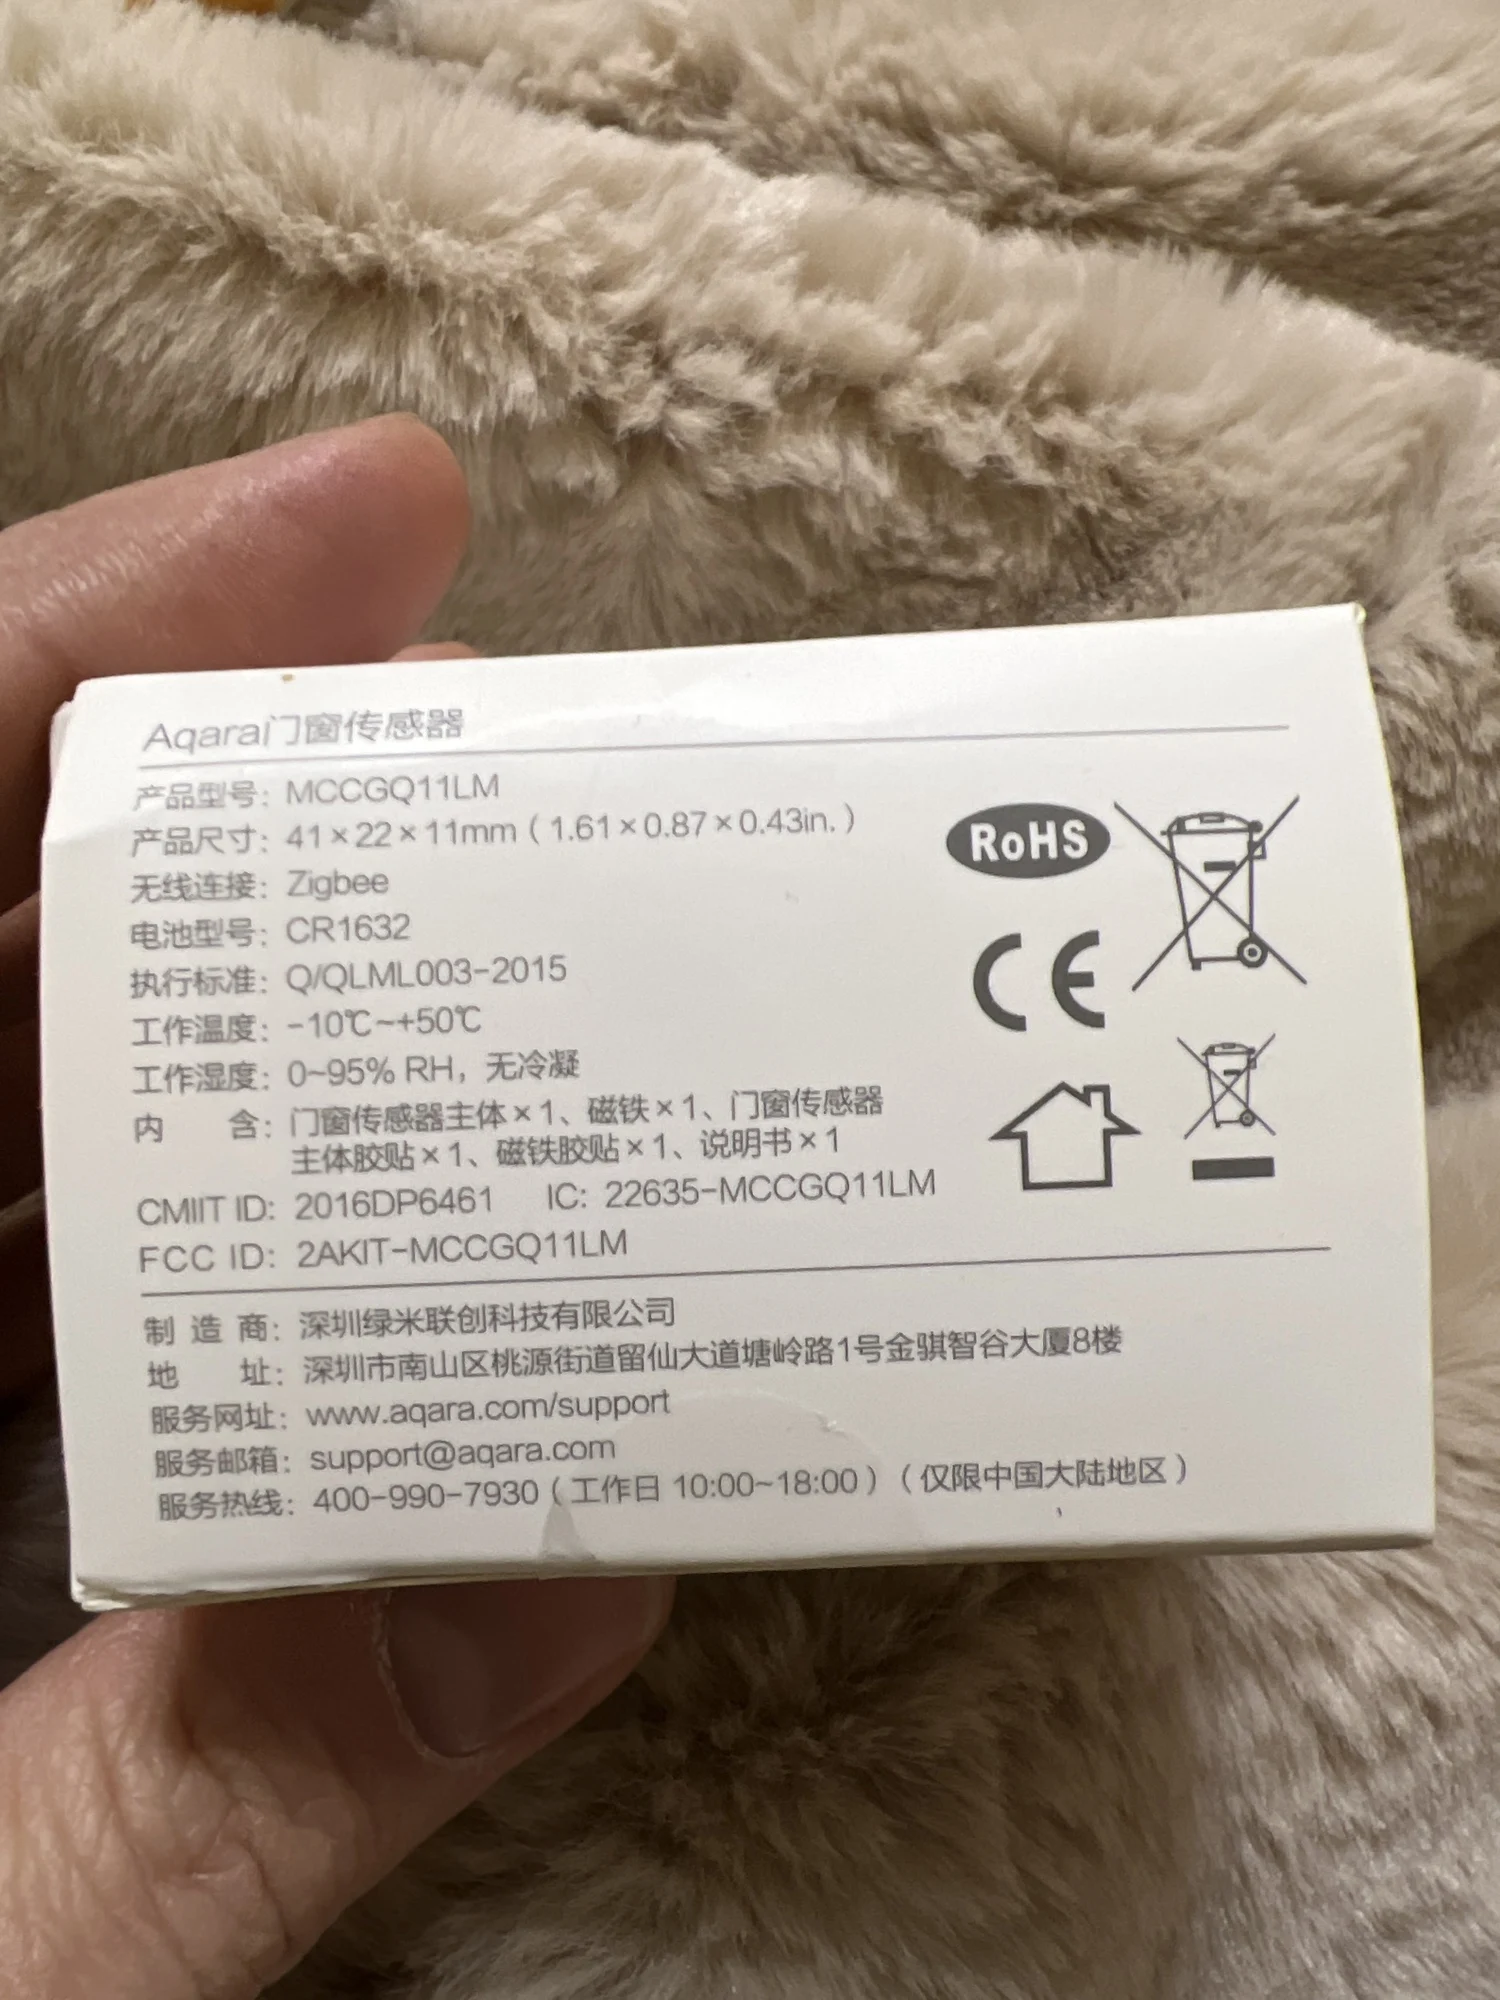 Aqara门窗传感器
产品型号：MCCGQ11LM
产品尺寸：41×22×11mm（1.61×0.87×0.43in.）
无线连接：Zigbee
电池型号：CR1632
执行标准：Q/QLML003-2015
工作温度：-10℃~+50℃
工作湿度：0~95% RH，无冷凝
内 含：门窗传感器主体×1、磁铁×1、门窗传感器
主体胶贴×1、磁铁胶贴×1、说明书×1
CMIIT ID: 2016DP6461 IC: 22635-MCCGQ11LM
FCC ID: 2AKIT-MCCGQ11LM
RoHS
CE
制 造 商：深圳绿米联创科技有限公司
地 址：深圳市南山区桃源街道留仙大道塘岭路1号金骐智谷大厦8楼
服务网址：www.aqara.com/support
服务邮箱：support@aqara.com
服务热线：400-990-7930（工作日 10:00~18:00）（仅限中国大陆地区）